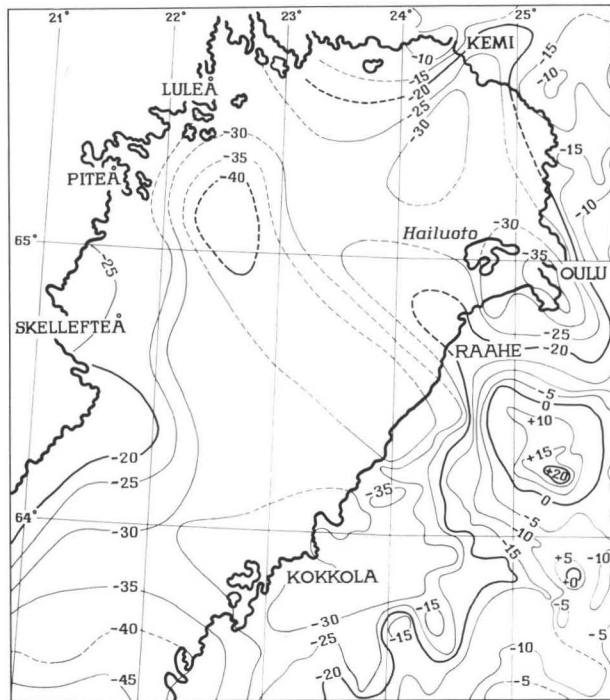 21° 22 23 24 25
-10 KEMI -15
-15 -10
-20
LULEÅ -25
-30 -30
-35 -15
PITEÅ -40
-10
Hailuoto -30
65° -35
-25 OULU
-25
SKELLEFTEÅ -20
RAAHE
-5
0
+10
+15
-20 +20
-25 -35 0
64° -5
-30 -10
-15 +5 -10
+0
KOKKOLA
-35 -15 -5
-30 -15
-40 -25 -10 -5
-45 -20 -5